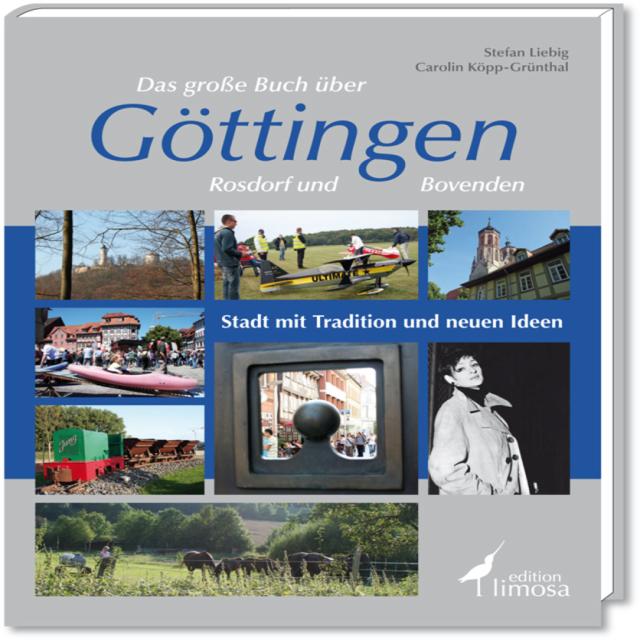 Stefan Liebig
Carolin Köpp-Grünthal
Das große Buch über
Göttingen
Rosdorf und Bovenden
ULTIMATE
Stadt mit Tradition und neuen Ideen
Jung
edition
limosa